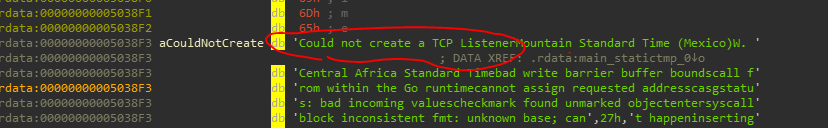 rdata:00000000005038F1 db 6Dh ; m
rdata:00000000005038F2 db 65h ; e
rdata:00000000005038F3 aCouldNotCreate db 'Could not create a TCP ListenerMountain Standard Time (Mexico)W. '
rdata:00000000005038F3 ; DATA XREF: .rdata:main_statictmp_0↓o
rdata:00000000005038F3 db 'Central Africa Standard Timebad write barrier buffer boundscall f'
rdata:00000000005038F3 db 'rom within the Go runtimecannot assign requested addresscasgstatu'
rdata:00000000005038F3 db 's: bad incoming valuescheckmark found unmarked objectentersyscall'
rdata:00000000005038F3 db 'block inconsistent fmt: unknown base; can',27h,'t happeninserting'